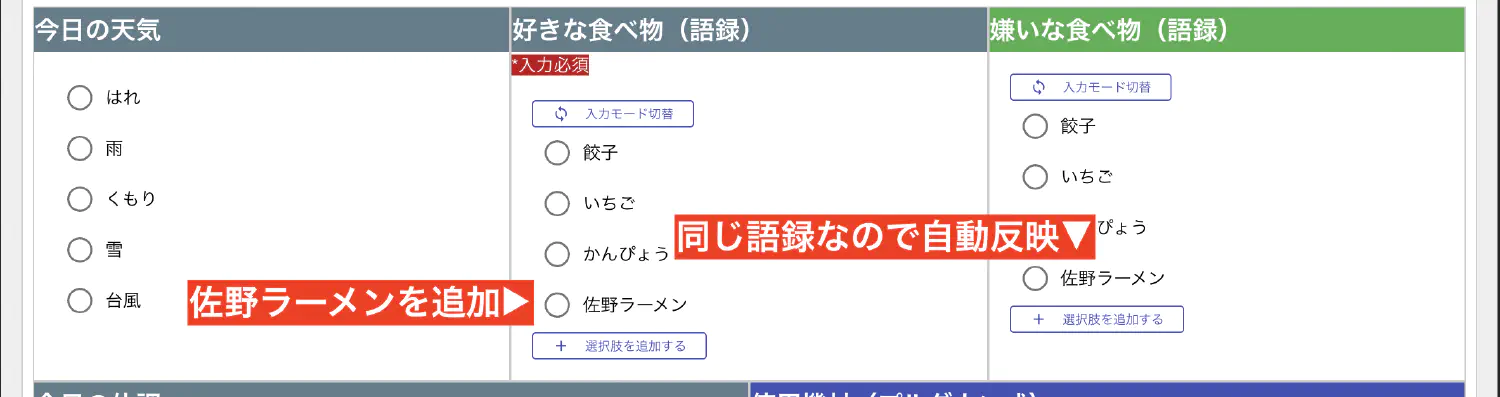 今日の天気
はれ
雨
くもり
雪
台風
好きな食べ物（語録）
*入力必須
入力モード切替
餃子
いちご
かんぴょう
佐野ラーメン
＋ 選択肢を追加する
嫌いな食べ物（語録）
入力モード切替
餃子
いちご
ぴょう
佐野ラーメン
＋ 選択肢を追加する
同じ語録なので自動反映▼
佐野ラーメンを追加▶